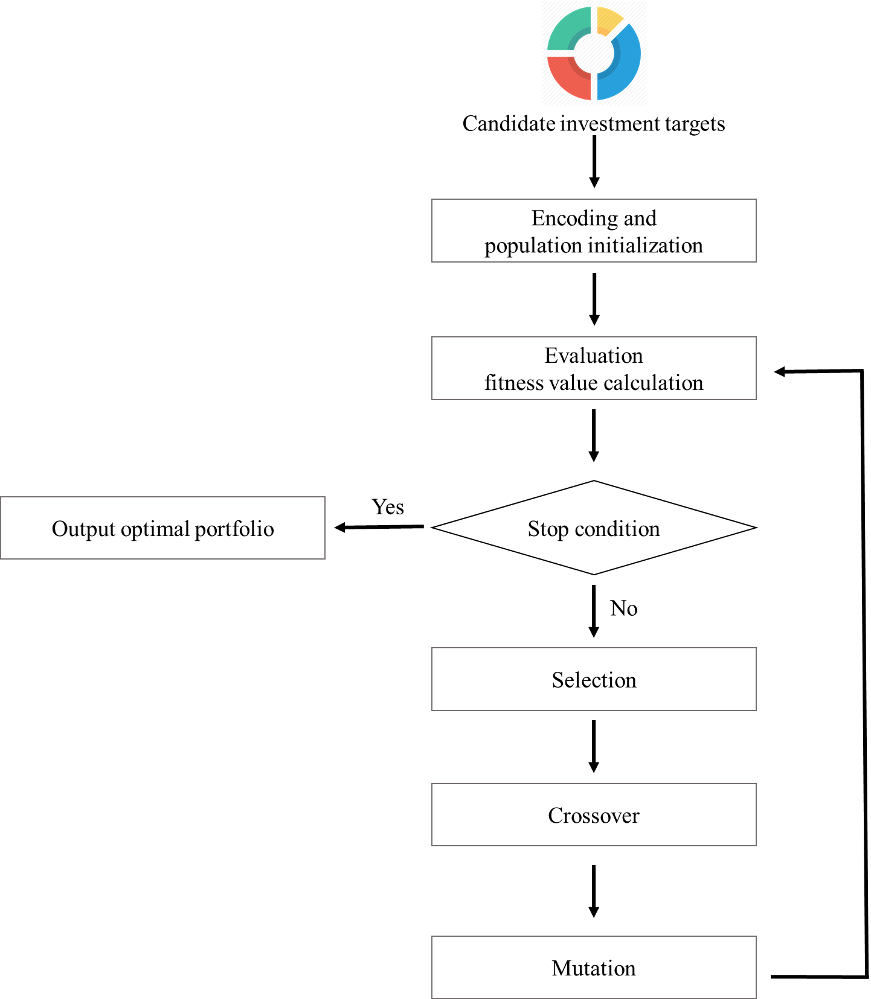 Candidate investment targets
Encoding and
population initialization
Evaluation
fitness value calculation
Yes
Output optimal portfolio
Stop condition
No
Selection
Crossover
Mutation